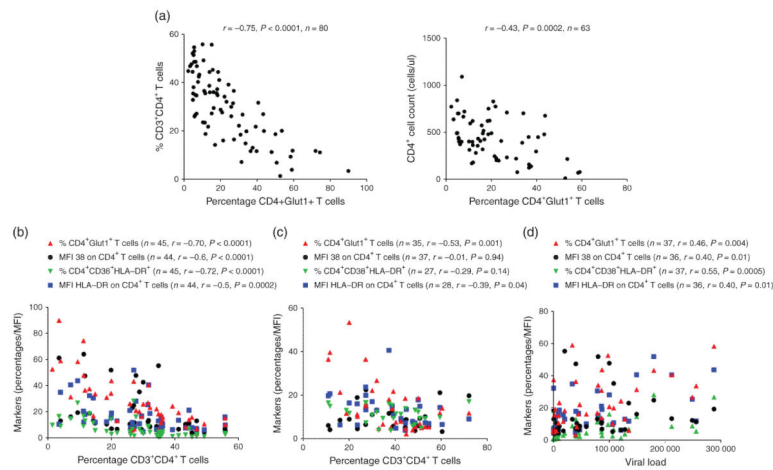 (a)
r = −0.75, P < 0.0001, n = 80
60
40
20
0
0 20 40 60 80 100
% CD3+CD4+ T cells
Percentage CD4+Glut1+ T cells
r = −0.43, P = 0.0002, n = 63
1500
1000
500
0
0 20 40 60 80
CD4+ cell count (cells/ul)
Percentage CD4+Glut1+ T cells
(b)
% CD4+Glut1+ T cells (n = 45, r = −0.70, P < 0.0001)
MFI 38 on CD4+ T cells (n = 44, r = −0.6, P < 0.0001)
% CD4+CD38+HLA–DR+ (n = 45, r = −0.72, P < 0.0001)
MFI HLA–DR on CD4+ T cells (n = 44, r = −0.5, P = 0.0002)
100
80
60
40
20
0
0 10 20 30 40 50 60
Markers (percentages/MFI)
Percentage CD3+CD4+ T cells
(c)
% CD4+Glut1+ T cells (n = 35, r = −0.53, P = 0.001)
MFI 38 on CD4+ T cells (n = 37, r = −0.01, P = 0.94)
% CD4+CD38+HLA–DR+ (n = 27, r = −0.29, P = 0.14)
MFI HLA–DR on CD4+ T cells (n = 28, r = −0.39, P = 0.04)
60
40
20
0
0 20 40 60 80
Markers (percentages/MFI)
Percentage CD3+CD4+ T cells
(d)
% CD4+Glut1+ T cells (n = 37, r = 0.46, P = 0.004)
MFI 38 on CD4+ T cells (n = 36, r = 0.40, P = 0.01)
% CD4+CD38+HLA–DR+ (n = 37, r = 0.55, P = 0.0005)
MFI HLA–DR on CD4+ T cells (n = 36, r = 0.40, P = 0.01)
80
60
40
20
0
0 100 000 200 000 300 000
Markers (percentages/MFI)
Viral load